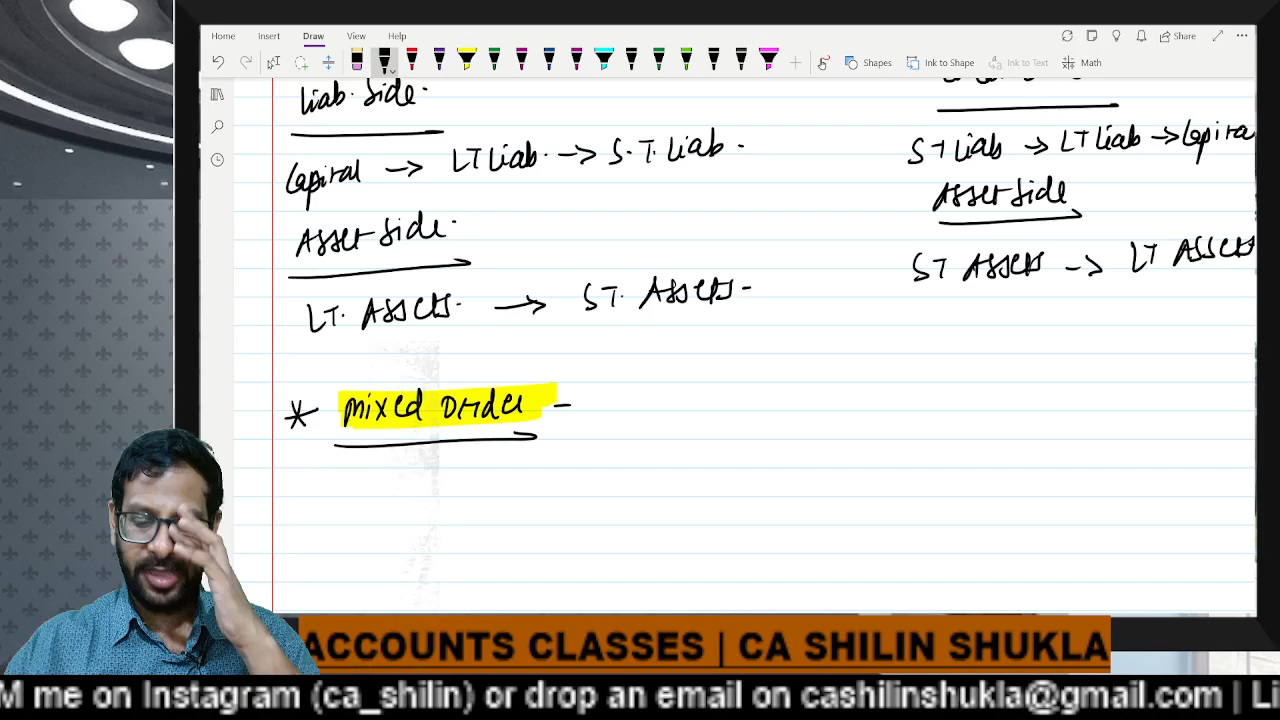 Home Insert Draw View Help
Share
Shapes Ink to Shape Ink to Text Math
Liab. Side.
Capital → LT Liab. → S.T. Liab.
Asset Side.
LT. Assets. → S.T. Assets-
ST Liab → LT Liab → Capita
Asset Side
ST Assets → LT Assets
* Mixed Order -
ACCOUNTS CLASSES | CA SHILIN SHUKLA
M me on Instagram (ca_shilin) or drop an email on cashilinshukla@gmail.com | Li